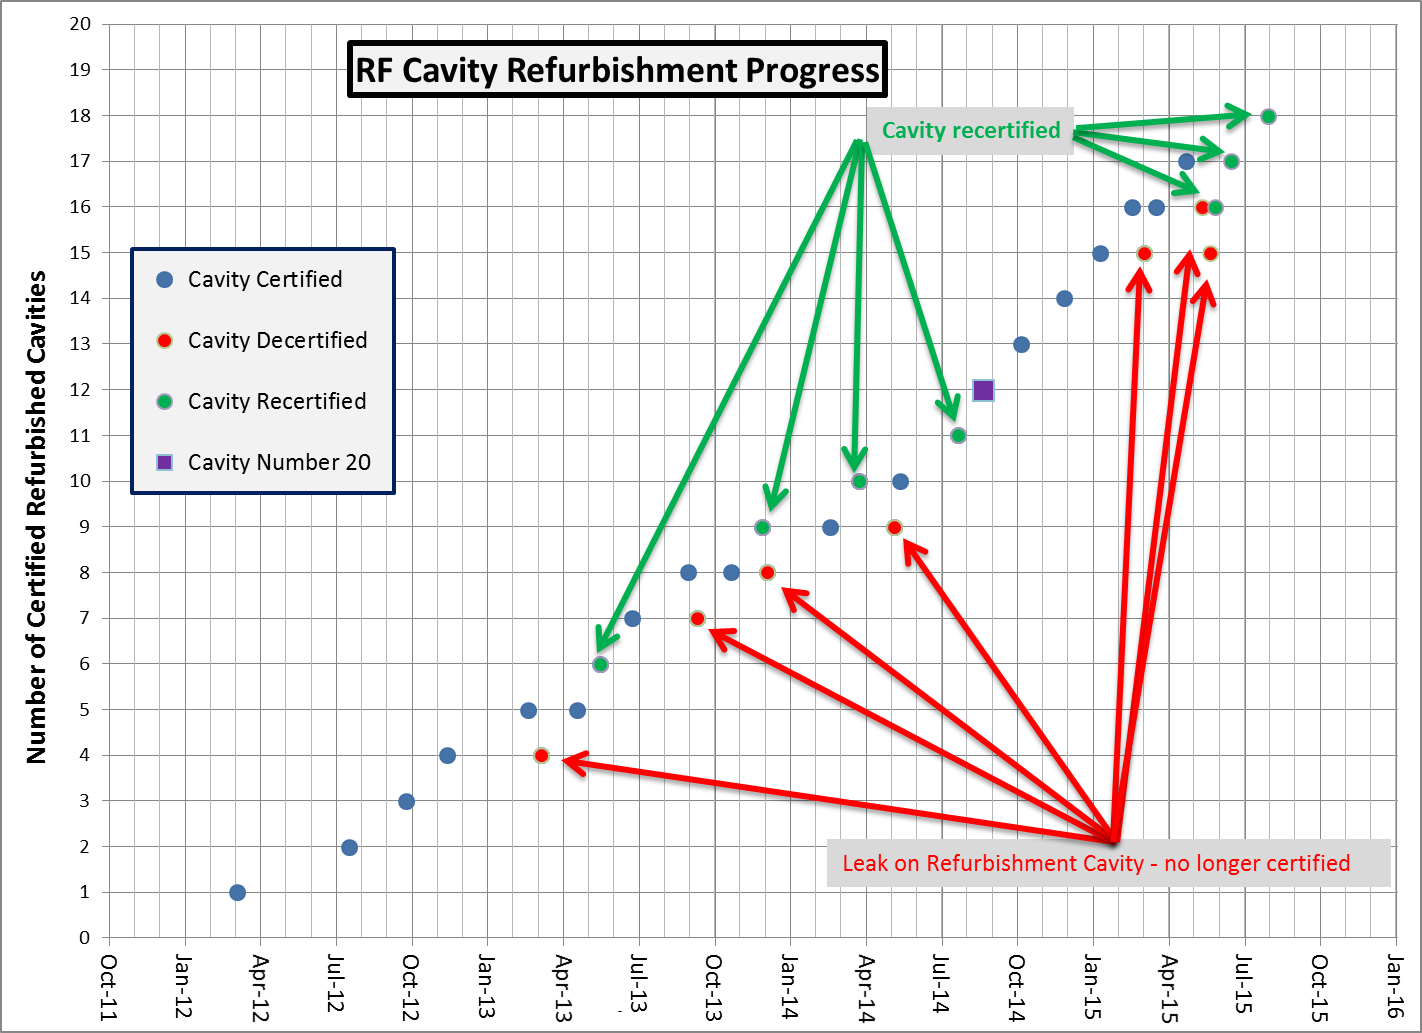 RF Cavity Refurbishment Progress
Number of Certified Refurbished Cavities
20
19
18
17
16
15
14
13
12
11
10
9
8
7
6
5
4
3
2
1
0
Cavity recertified
Cavity Certified
Cavity Decertified
Cavity Recertified
Cavity Number 20
Leak on Refurbishment Cavity - no longer certified
Oct-11
Jan-12
Apr-12
Jul-12
Oct-12
Jan-13
Apr-13
Jul-13
Oct-13
Jan-14
Apr-14
Jul-14
Oct-14
Jan-15
Apr-15
Jul-15
Oct-15
Jan-16